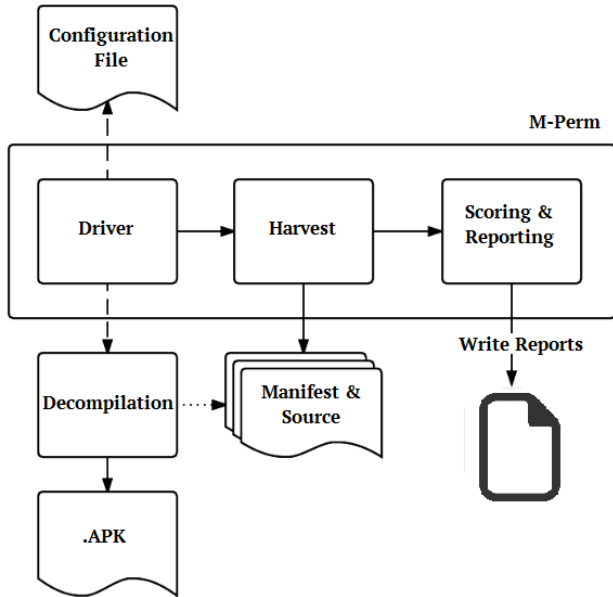 Configuration
File
M-Perm
Driver
Harvest
Scoring &
Reporting
Write Reports
Decompilation
Manifest &
Source
.APK